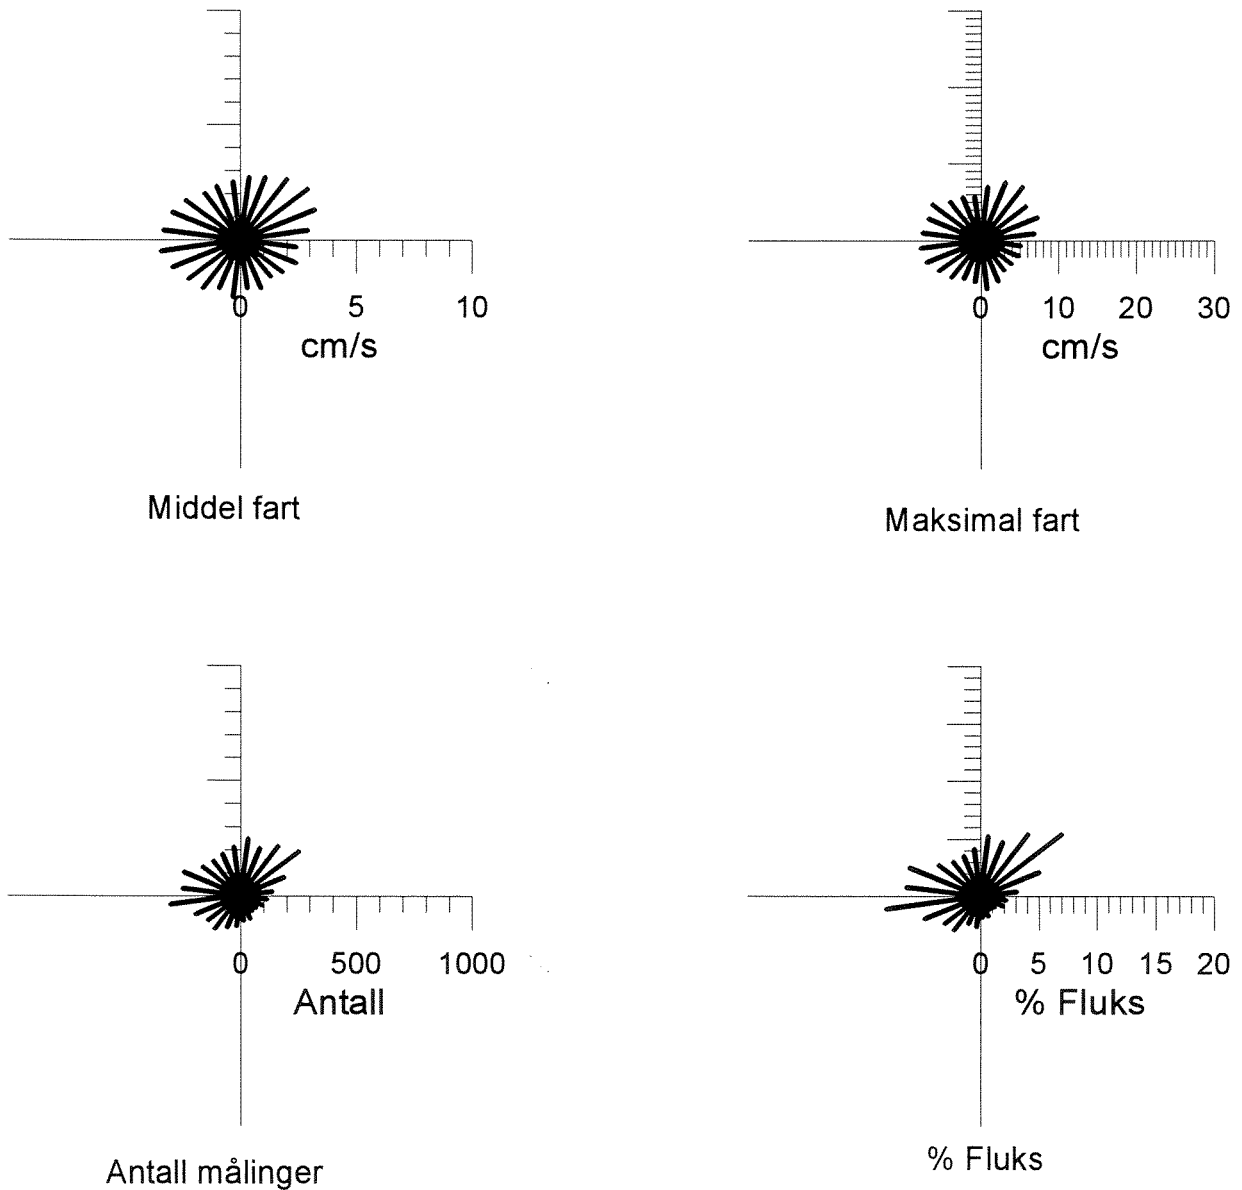 0 5 10
cm/s
Middel fart
0 10 20 30
cm/s
Maksimal fart
0 500 1000
Antall
Antall målinger
0 5 10 15 20
% Fluks
% Fluks